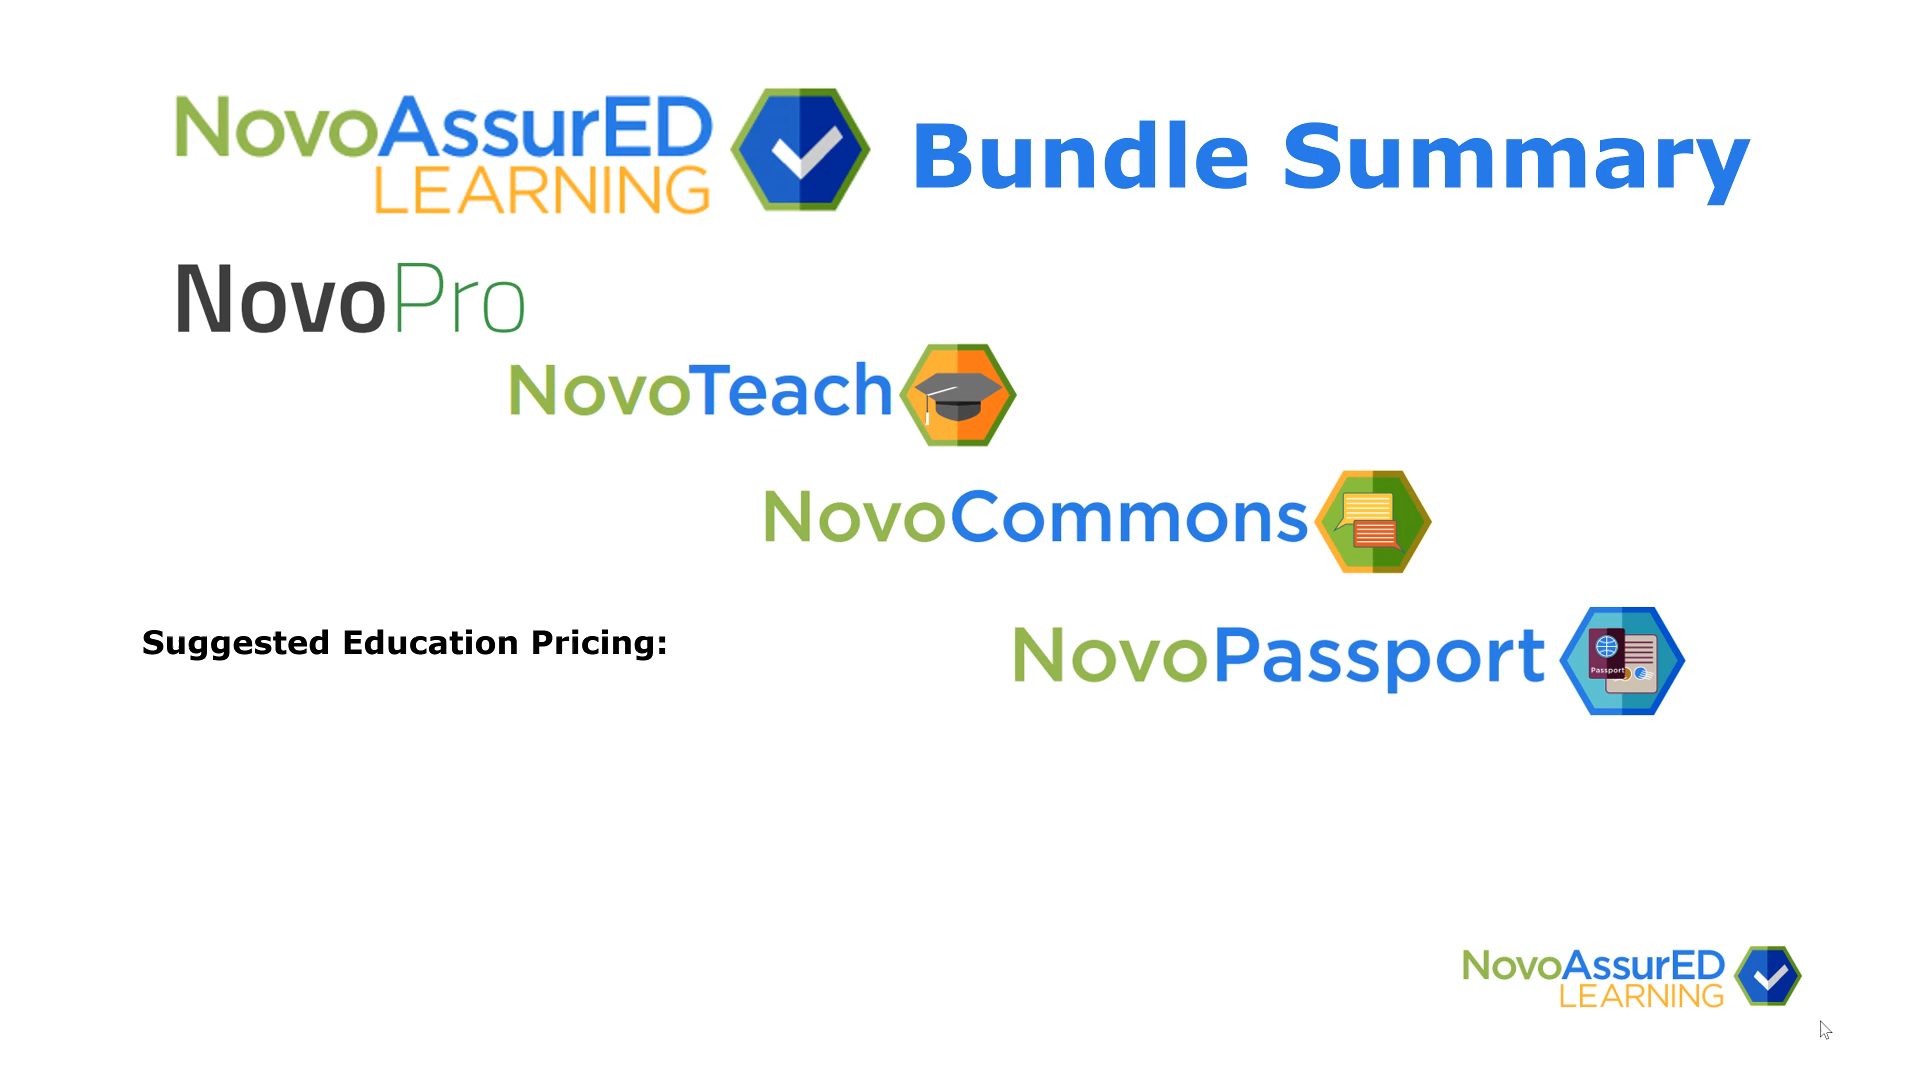 NovoAssurED
LEARNING
Bundle Summary
NovoPro
NovoTeach
NovoCommons
Suggested Education Pricing:
NovoPassport
Passport
NovoAssurED
LEARNING